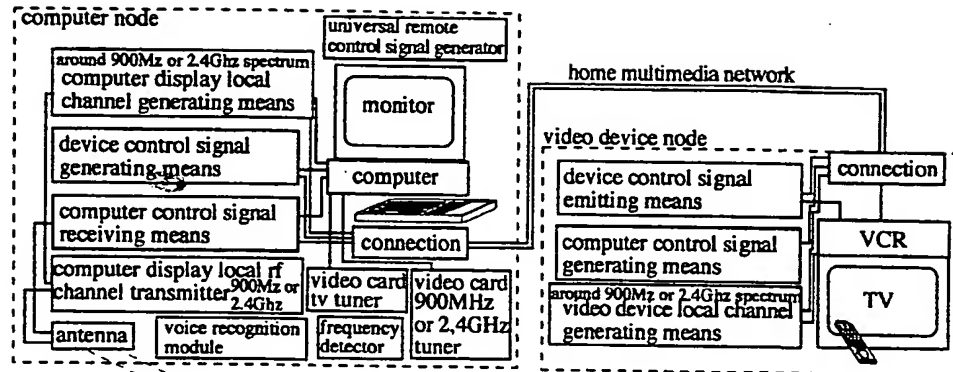 computer node
universal remote
control signal generator
around 900Mz or 2.4Ghz spectrum
computer display local
channel generating means
monitor
home multimedia network
device control signal
generating means
computer
computer control signal
receiving means
connection
computer display local rf
channel transmitter 900Mz or
2.4Ghz
video card
tv tuner
video card
900MHz
or 2,4GHz
tuner
antenna
voice recognition
module
frequency
detector
video device node
connection
device control signal
emitting means
VCR
computer control signal
generating means
TV
around 900Mz or 2.4Ghz spectrum
video device local channel
generating means